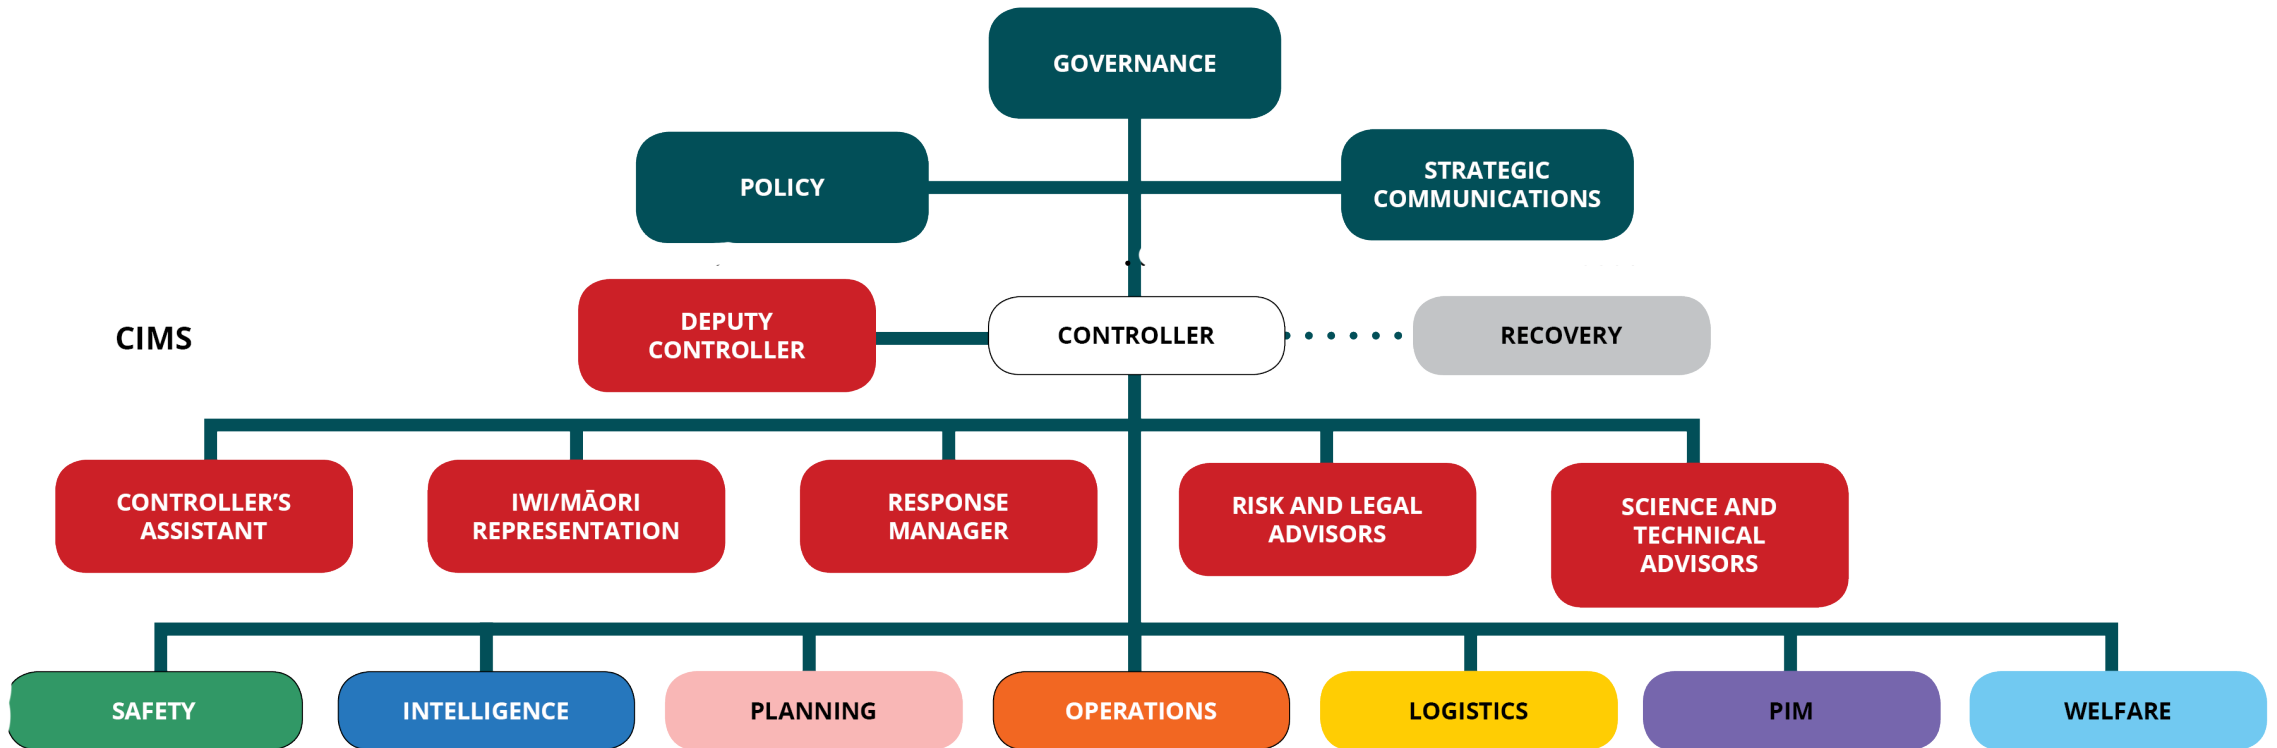 GOVERNANCE
POLICY
STRATEGIC
COMMUNICATIONS
CIMS
DEPUTY
CONTROLLER
CONTROLLER
RECOVERY
CONTROLLER’S
ASSISTANT
IWI/MĀORI
REPRESENTATION
RESPONSE
MANAGER
RISK AND LEGAL
ADVISORS
SCIENCE AND
TECHNICAL
ADVISORS
SAFETY
INTELLIGENCE
PLANNING
OPERATIONS
LOGISTICS
PIM
WELFARE